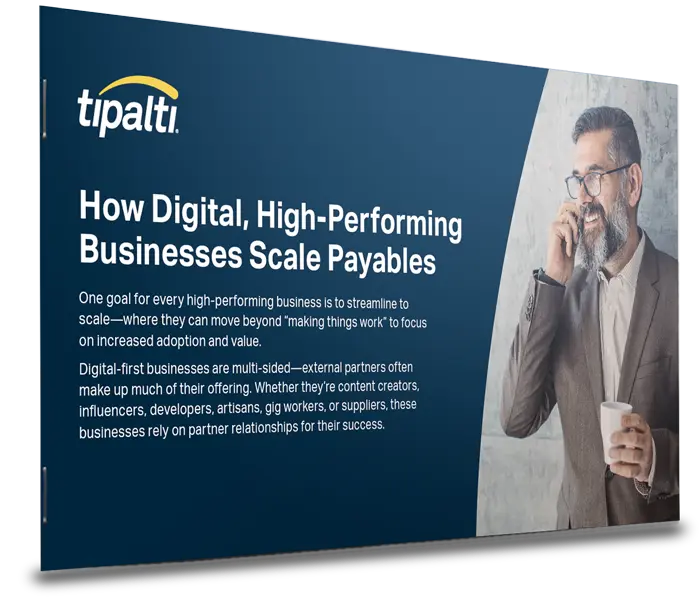 tipalti
How Digital, High-Performing
Businesses Scale Payables
One goal for every high-performing business is to streamline to
scale—where they can move beyond "making things work" to focus
on increased adoption and value.
Digital-first businesses are multi-sided—external partners often
make up much of their offering. Whether they're content creators,
influencers, developers, artisans, gig workers, or suppliers, these
businesses rely on partner relationships for their success.